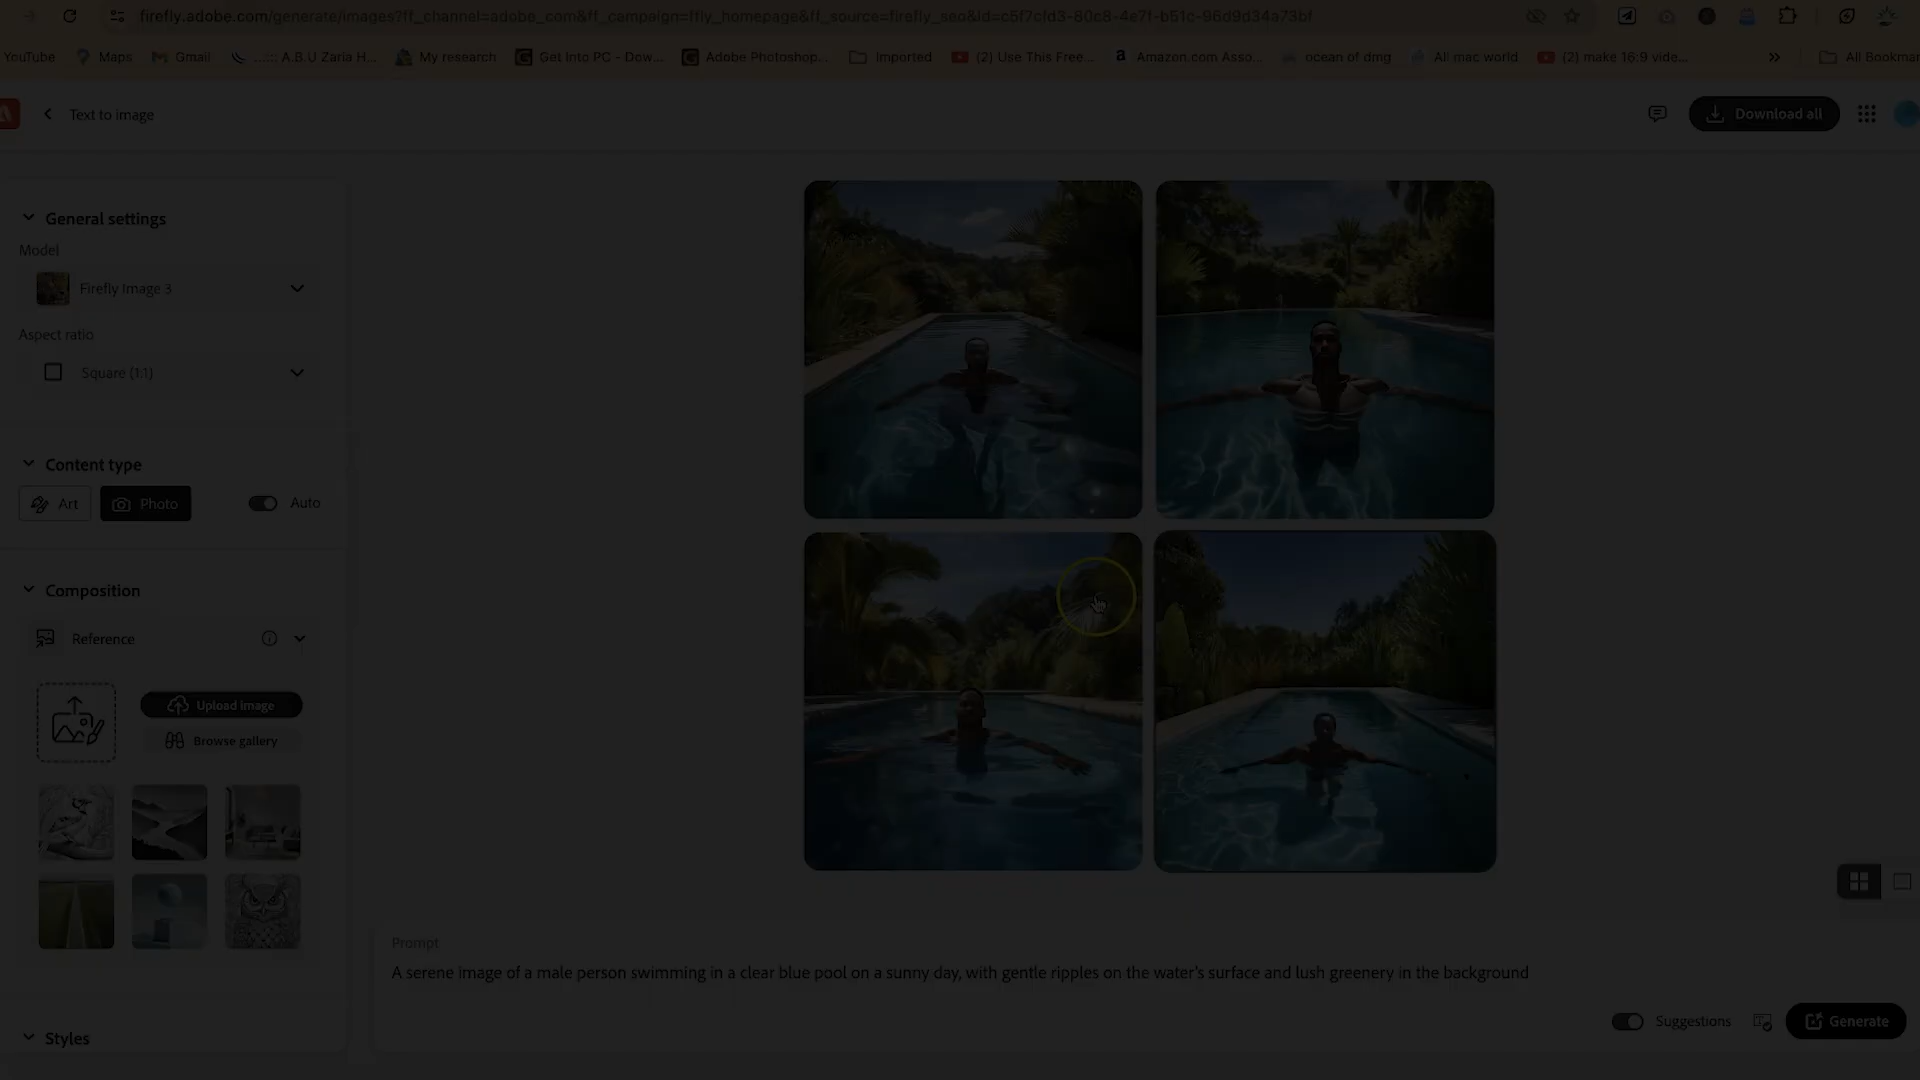 firefly.adobe.com/generate/images?ff_channel=adobe_com&ff_campaign=ffly_homepage&ff_source=firefly_seo&id=c5f7cfd3-60c8-4e7f-b51c-96d9d34a73bf
YouTube Maps Gmail ..::: A.B.U Zaria H... My research Get Into PC - Dow... Adobe Photoshop... Imported (2) Use This Free... Amazon.com Asso... ocean of dmg All mac world (2) make 16:9 vide... » All Bookmar
Text to image
Download all
General settings
Model
Firefly Image 3
Aspect ratio
Square (1:1)
Content type
Art Photo Auto
Composition
Reference
Upload image
Browse gallery
Prompt
A serene image of a male person swimming in a clear blue pool on a sunny day, with gentle ripples on the water's surface and lush greenery in the background
Suggestions Generate
Styles